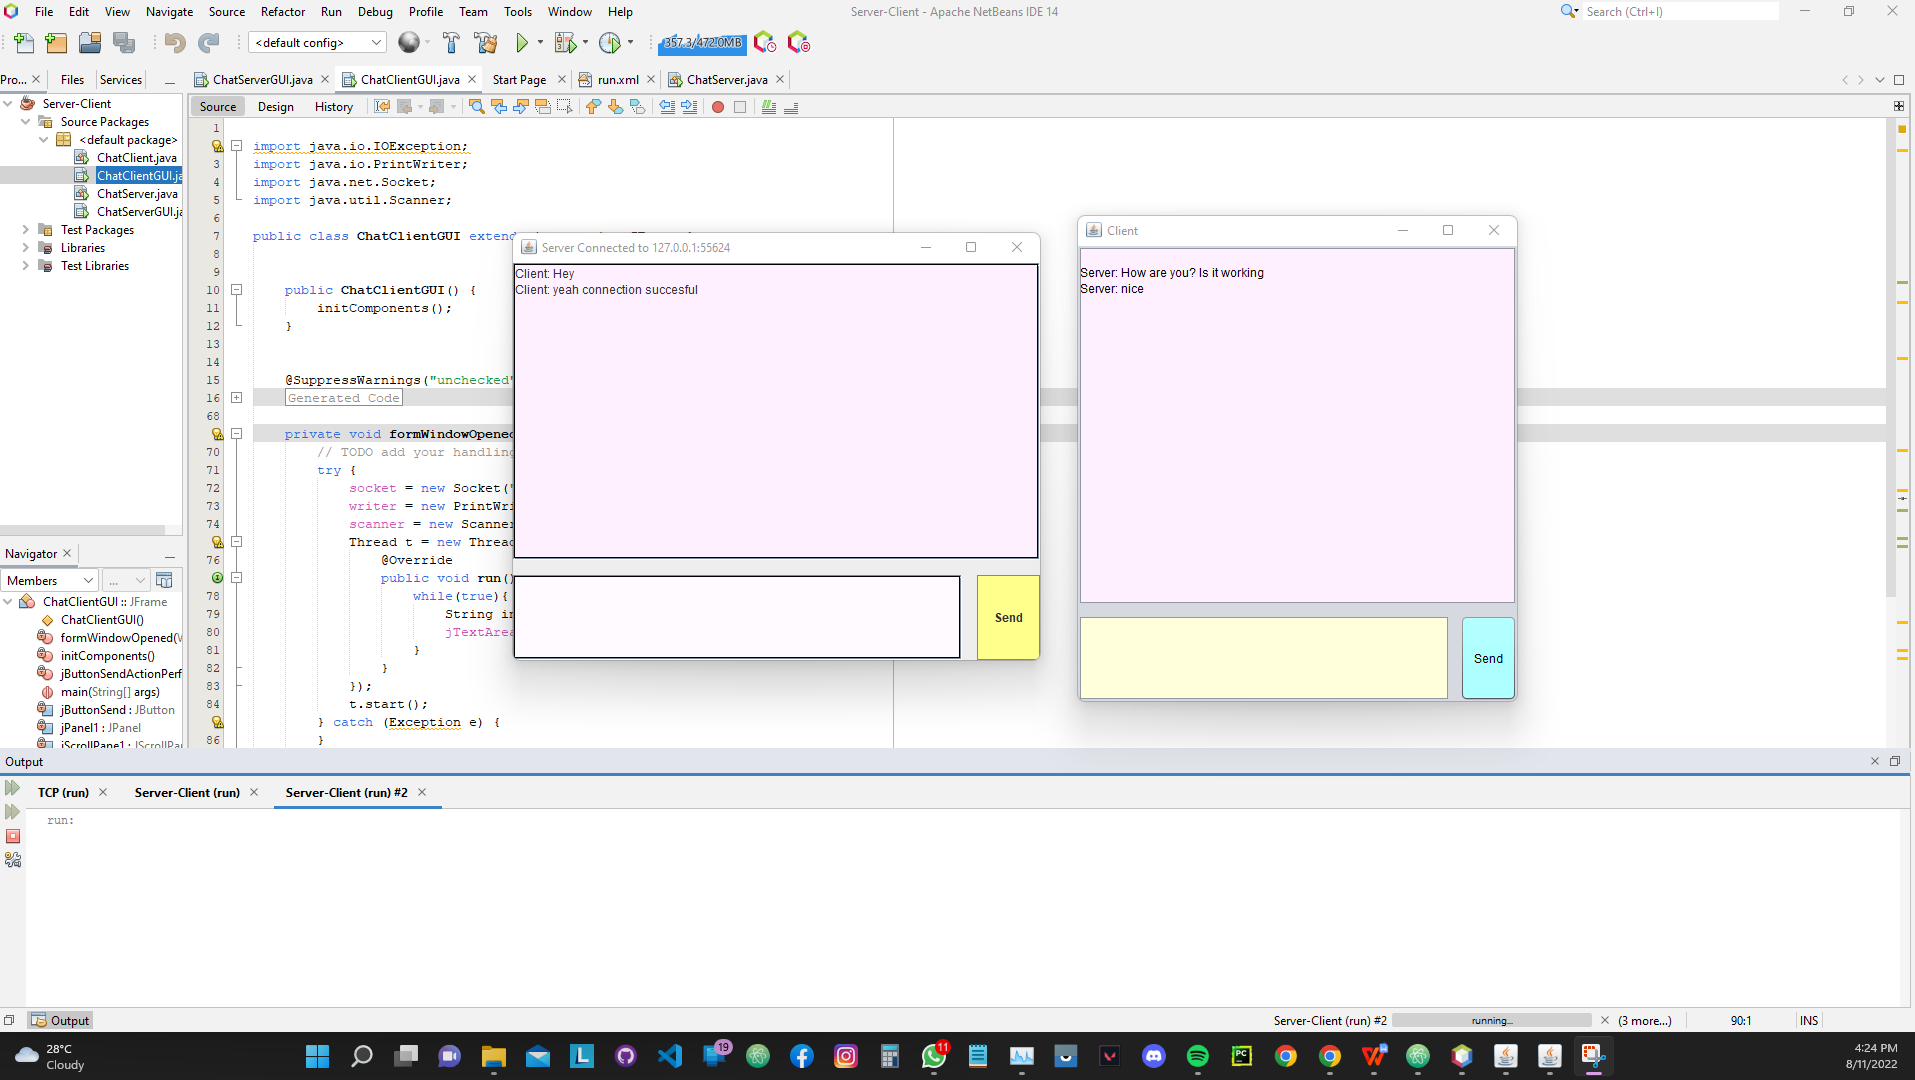 File Edit View Navigate Source Refactor Run Debug Profile Team Tools Window Help
Server-Client - Apache NetBeans IDE 14
Search (Ctrl+I)
<default config>
357.3/472.0MB
Pro... Files Services
ChatServerGUI.java ChatClientGUI.java Start Page run.xml ChatServer.java
Source Design History
Server-Client
Source Packages
<default package>
ChatClient.java
ChatClientGUI.ja
ChatServer.java
ChatServerGUI.ja
Test Packages
Libraries
Test Libraries
1
import java.io.IOException;
3 import java.io.PrintWriter;
4 import java.net.Socket;
5 import java.util.Scanner;
6
7 public class ChatClientGUI extend
8
9
10 public ChatClientGUI() {
11 initComponents();
12 }
13
14
15 @SuppressWarnings("unchecked"
16 Generated Code
68
private void formWindowOpened
70 // TODO add your handling
71 try {
72 socket = new Socket("
73 writer = new PrintWri
74 scanner = new Scanner
Thread t = new Thread
76 @Override
public void run()
78 while(true){
79 String in
80 jTextArea
81 }
82 }
83 });
84 t.start();
} catch (Exception e) {
86 }
Server Connected to 127.0.0.1:55624
Client: Hey
Client: yeah connection succesful
Send
Client
Server: How are you? Is it working
Server: nice
Send
Navigator
Members
...
ChatClientGUI :: JFrame
ChatClientGUI()
formWindowOpened(W
initComponents()
jButtonSendActionPerf
main(String[] args)
jButtonSend : JButton
jPanel1 : JPanel
jScrollPane1 : JScrollPan
Output
TCP (run) Server-Client (run) Server-Client (run) #2
run:
Output
Server-Client (run) #2 running... (3 more...) 90:1 INS
28°C
Cloudy
19
11
4:24 PM
8/11/2022